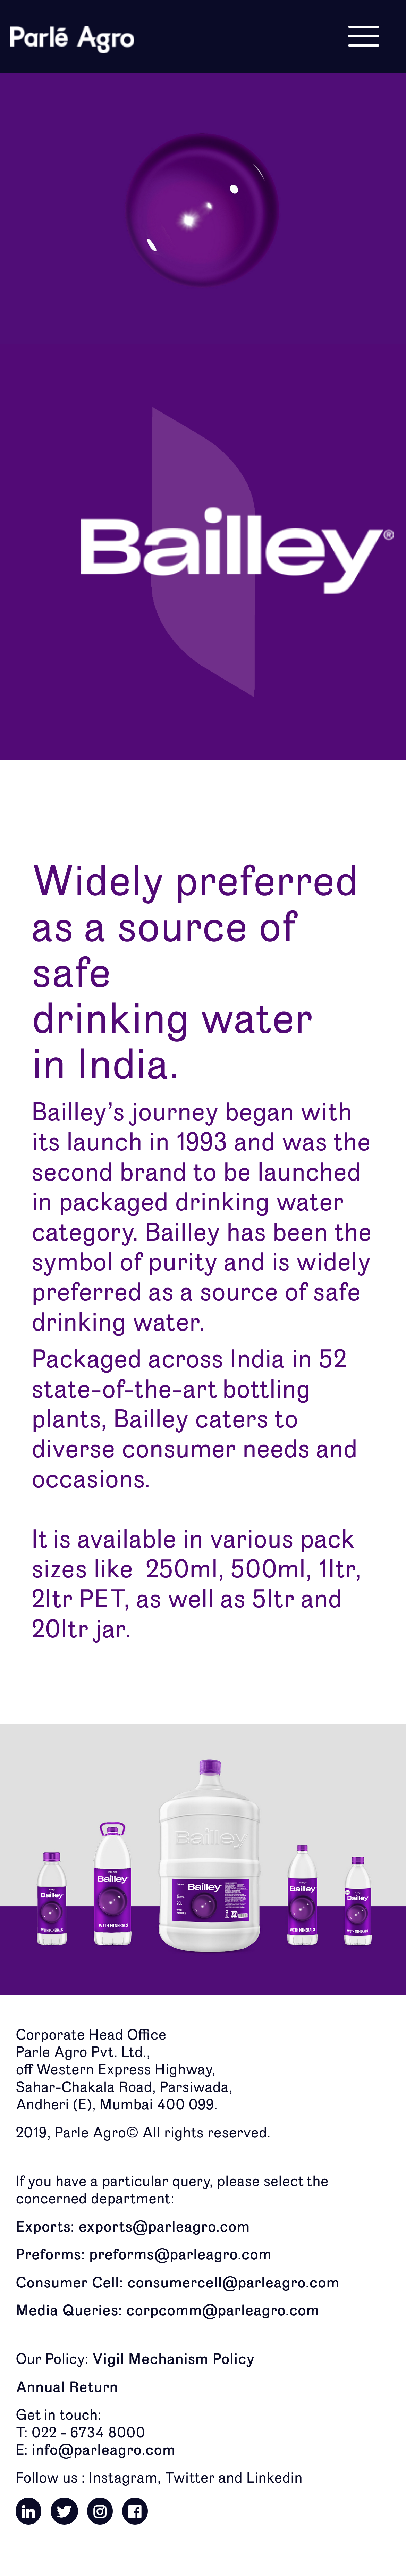 Parlé Agro
Bailley®
Widely preferred
as a source of
safe
drinking water
in India.
Bailley's journey began with
its launch in 1993 and was the
second brand to be launched
in packaged drinking water
category. Bailley has been the
symbol of purity and is widely
preferred as a source of safe
drinking water.
Packaged across India in 52
state-of-the-art bottling
plants, Bailley caters to
diverse consumer needs and
occasions.
It is available in various pack
sizes like 250ml, 500ml, 1ltr,
2ltr PET, as well as 5ltr and
20ltr jar.
Bailley
Bailley
WITH MINERALS
Bailley
WITH MINERALS
Bailley
Bailley
WITH MINERALS
Bailley
WITH MINERALS
Corporate Head Office
Parle Agro Pvt. Ltd.,
off Western Express Highway,
Sahar-Chakala Road, Parsiwada,
Andheri (E), Mumbai 400 099.
2019, Parle Agro© All rights reserved.
If you have a particular query, please select the
concerned department:
Exports: exports@parleagro.com
Preforms: preforms@parleagro.com
Consumer Cell: consumercell@parleagro.com
Media Queries: corpcomm@parleagro.com
Our Policy: Vigil Mechanism Policy
Annual Return
Get in touch:
T: 022 - 6734 8000
E: info@parleagro.com
Follow us : Instagram, Twitter and Linkedin